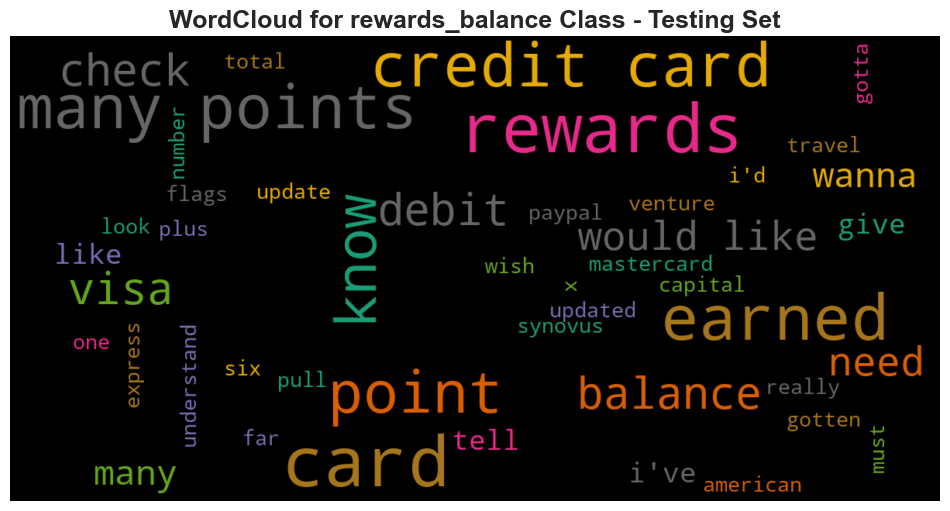 WordCloud for rewards_balance Class - Testing Set
credit card
check
total
gotta
many points
rewards
number
travel
i'd
wanna
flags
update
know
debit
paypal
venture
would like
give
look
plus
like
visa
wish
mastercard
x
capital
updated
synovus
earned
one
express
understand
six
pull
point
balance
need
really
gotten
must
far
card
tell
many
i've
american